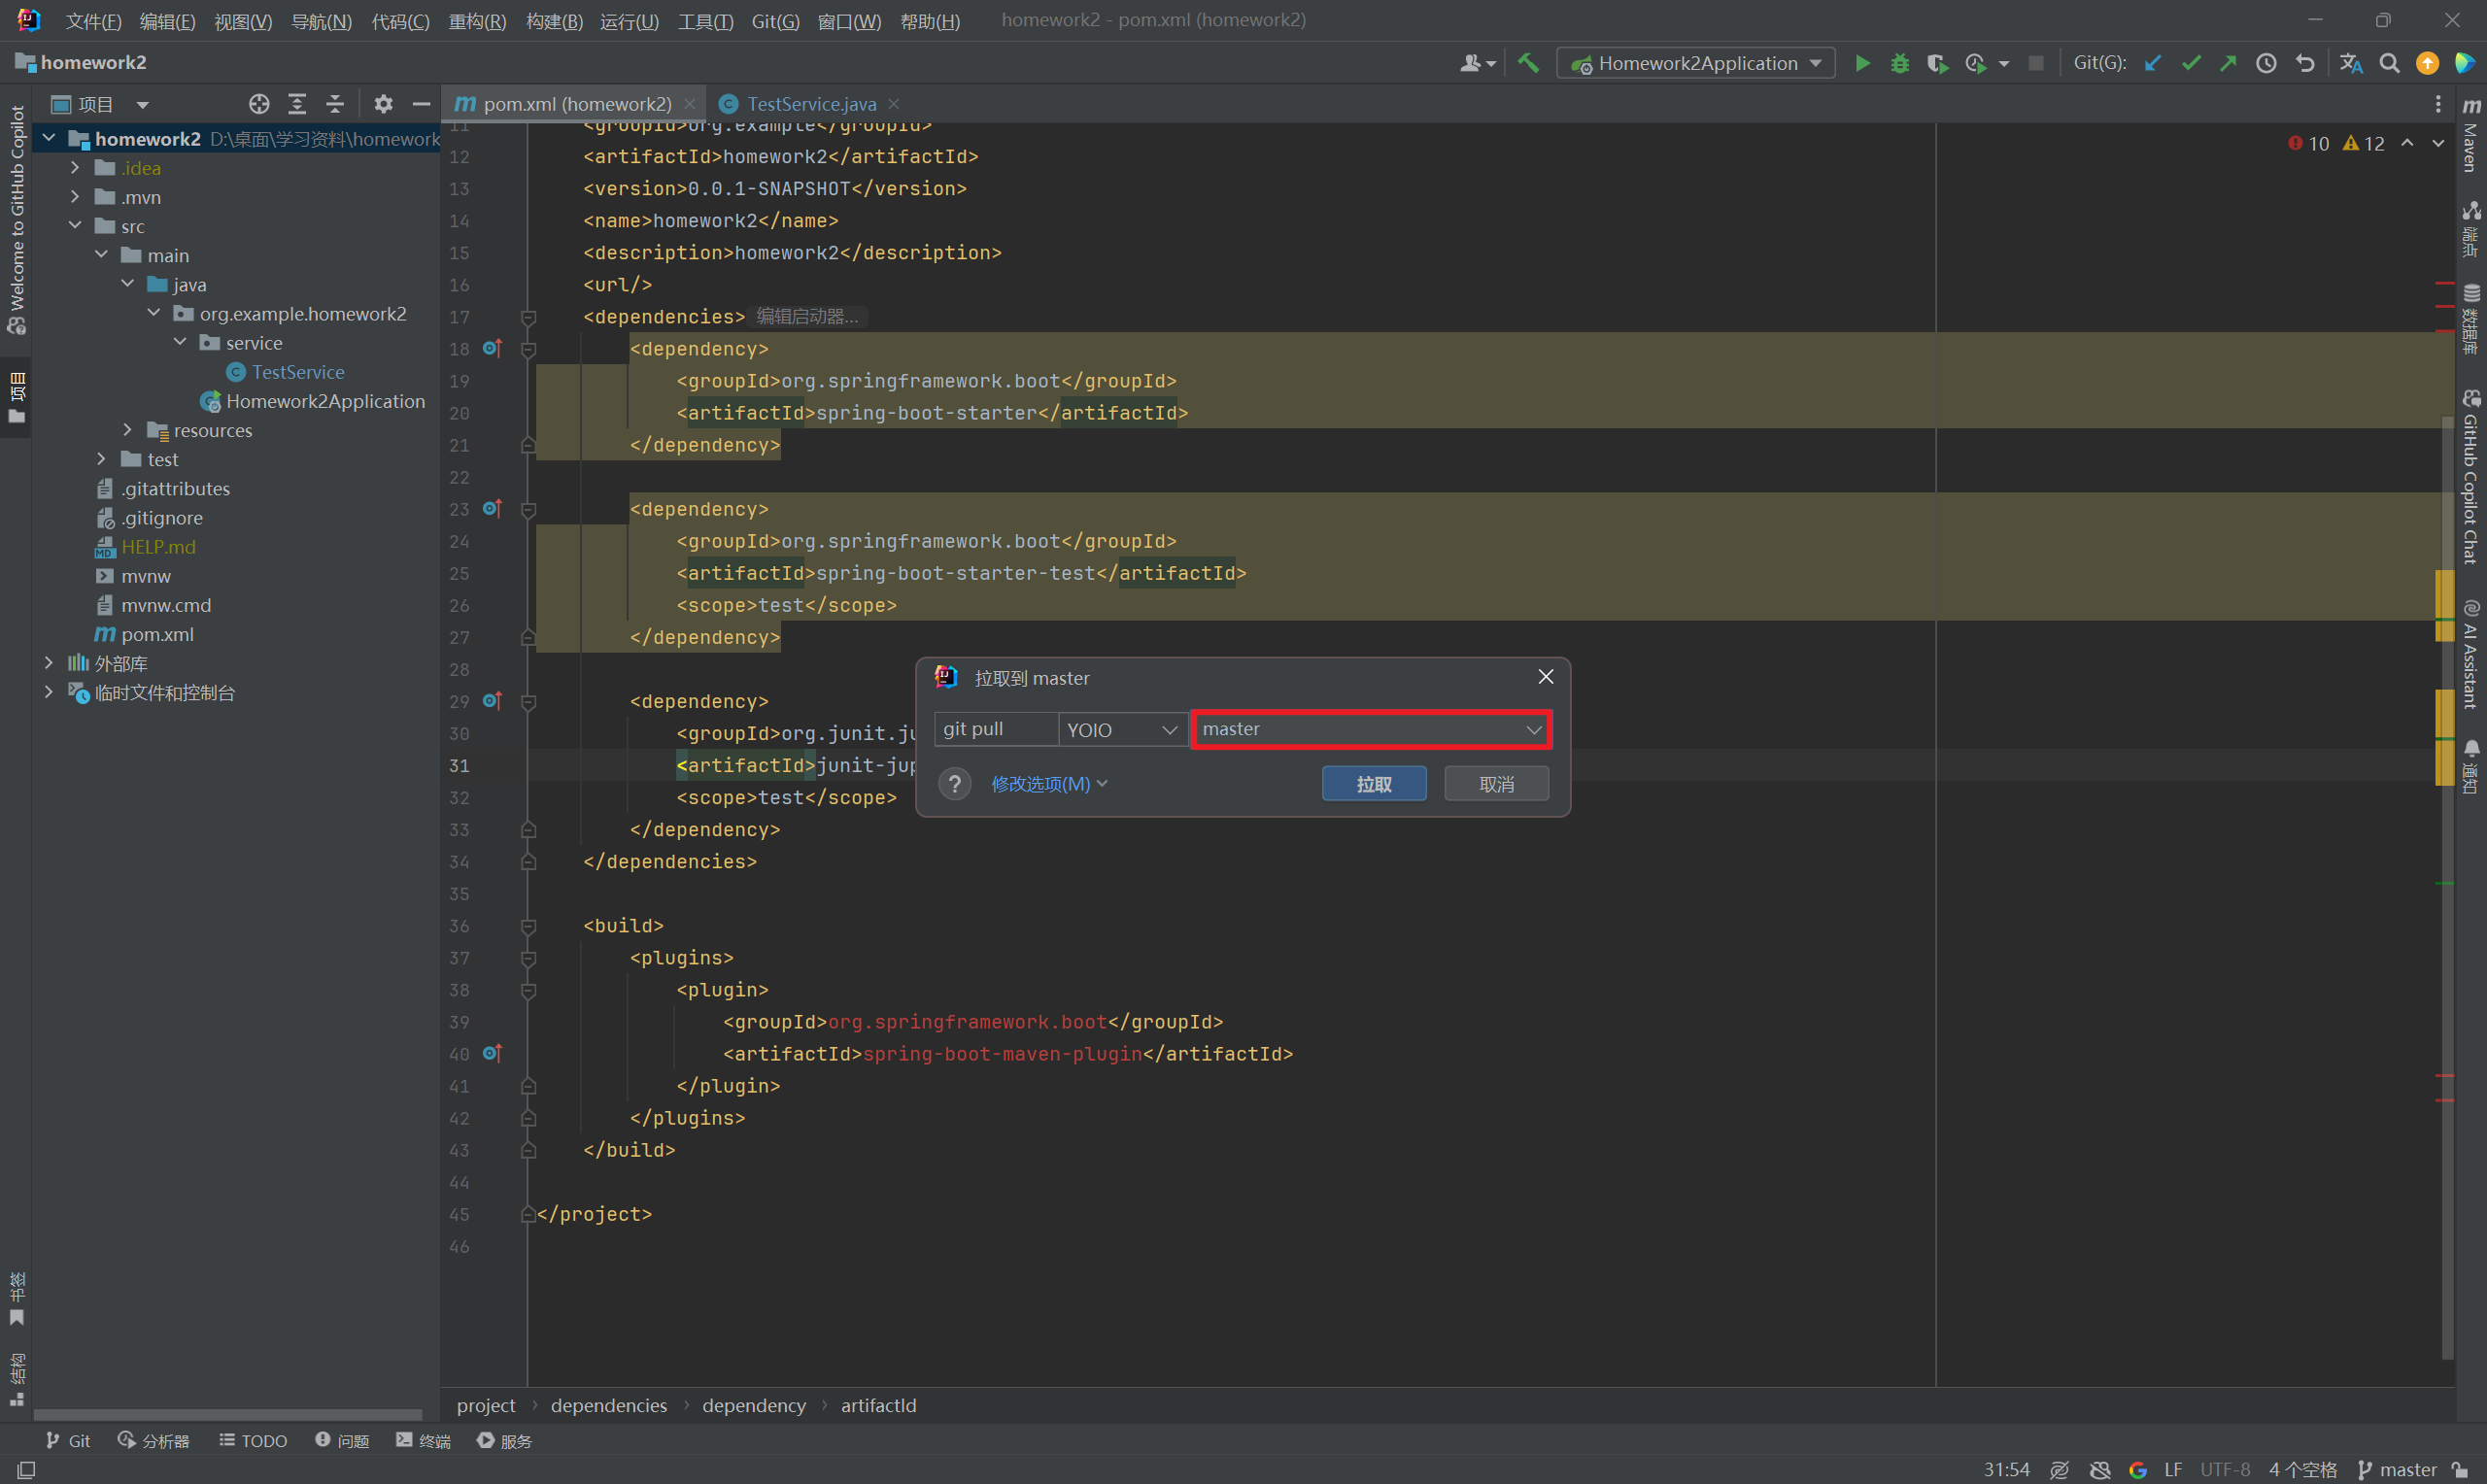 文件(F) 编辑(E) 视图(V) 导航(N) 代码(C) 重构(R) 构建(B) 运行(U) 工具(T) Git(G) 窗口(W) 帮助(H) homework2 - pom.xml (homework2)
homework2 Homework2Application Git(G):
项目 pom.xml (homework2) TestService.java
Welcome to GitHub Copilot
项目
书签
结构
homework2 D:\桌面\学习资料\homework
.idea
.mvn
src
main
java
org.example.homework2
service
TestService
Homework2Application
resources
test
.gitattributes
.gitignore
HELP.md
mvnw
mvnw.cmd
pom.xml
外部库
临时文件和控制台
10 12
11 <groupId>org.example</groupId>
12 <artifactId>homework2</artifactId>
13 <version>0.0.1-SNAPSHOT</version>
14 <name>homework2</name>
15 <description>homework2</description>
16 <url/>
17 <dependencies> 编辑启动器...
18 <dependency>
19 <groupId>org.springframework.boot</groupId>
20 <artifactId>spring-boot-starter</artifactId>
21 </dependency>
22
23 <dependency>
24 <groupId>org.springframework.boot</groupId>
25 <artifactId>spring-boot-starter-test</artifactId>
26 <scope>test</scope>
27 </dependency>
28
29 <dependency>
30 <groupId>org.junit.ju
31 <artifactId>junit-jup
32 <scope>test</scope>
33 </dependency>
34 </dependencies>
35
36 <build>
37 <plugins>
38 <plugin>
39 <groupId>org.springframework.boot</groupId>
40 <artifactId>spring-boot-maven-plugin</artifactId>
41 </plugin>
42 </plugins>
43 </build>
44
45 </project>
46
拉取到 master
git pull YOIO master
? 修改选项(M) 拉取 取消
Maven
端点
数据库
GitHub Copilot Chat
AI Assistant
通知
project › dependencies › dependency › artifactId
Git 分析器 TODO 问题 终端 服务
31:54 LF UTF-8 4 个空格 master